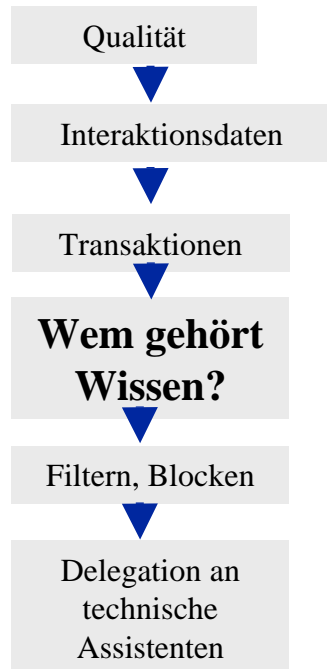 Qualität
Interaktionsdaten
Transaktionen
Wem gehört
Wissen?
Filtern, Blocken
Delegation an
technische
Assistenten